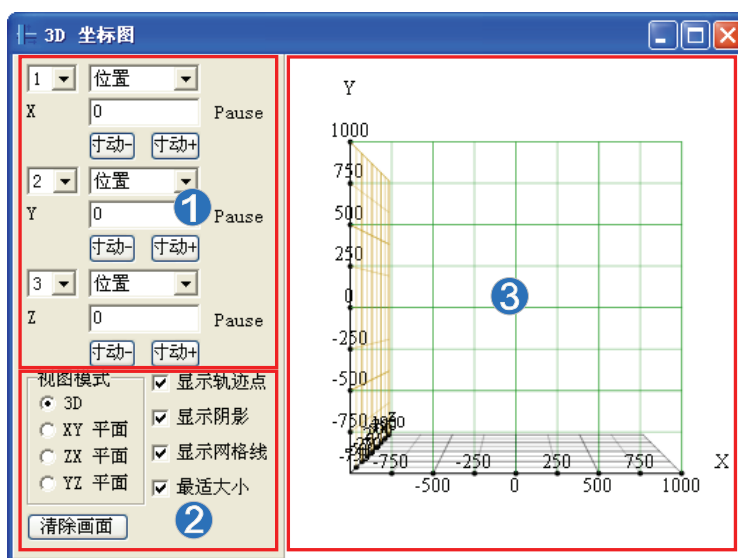 3D 坐标图
1 位置
X 0 Pause
寸动- 寸动+
2 位置
Y 0 Pause
寸动- 寸动+
1
3 位置
Z 0 Pause
寸动- 寸动+
视图模式
3D
XY 平面
ZX 平面
YZ 平面
显示轨迹点
显示阴影
显示网格线
最适大小
清除画面
2
Y
1000
750
500
250
0
-250
-500
-750
3
-750 -250 250 750
X
-500 0 500 1000